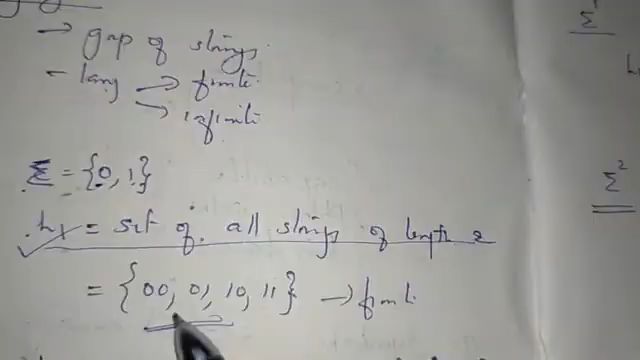 → grp of strings.
- lang → finite
→ infinite
Σ = {0, 1}
L1 = set of all strings of length 2
= {00, 01, 10, 11} → finite
Σ¹
Σ²